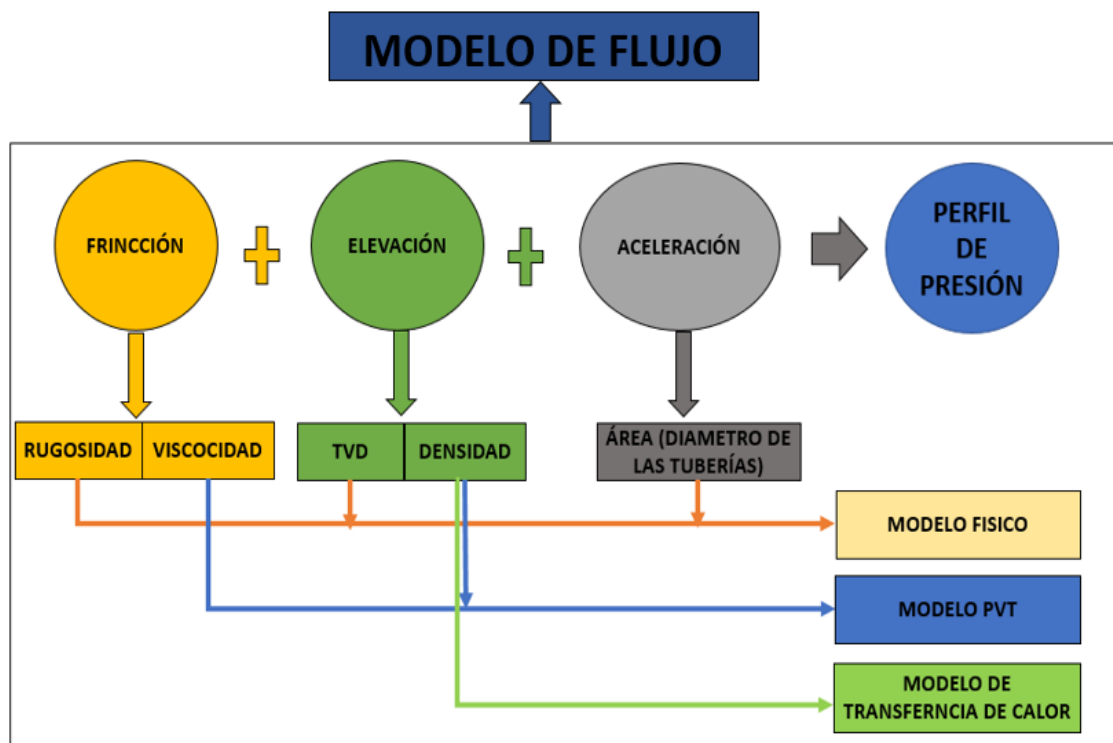 MODELO DE FLUJO
FRINCCIÓN
ELEVACIÓN
ACELERACIÓN
PERFIL
DE
PRESIÓN
RUGOSIDAD
VISCOCIDAD
TVD
DENSIDAD
ÁREA (DIAMETRO DE
LAS TUBERÍAS)
MODELO FISICO
MODELO PVT
MODELO DE
TRANSFERNCIA DE CALOR